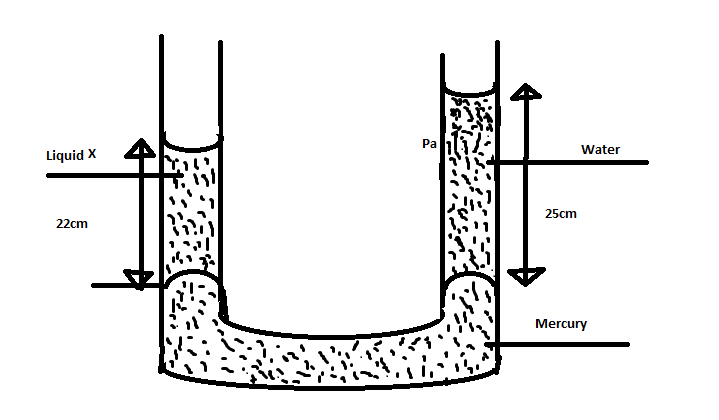 Pa
Liquid X
Water
22cm
25cm
Mercury